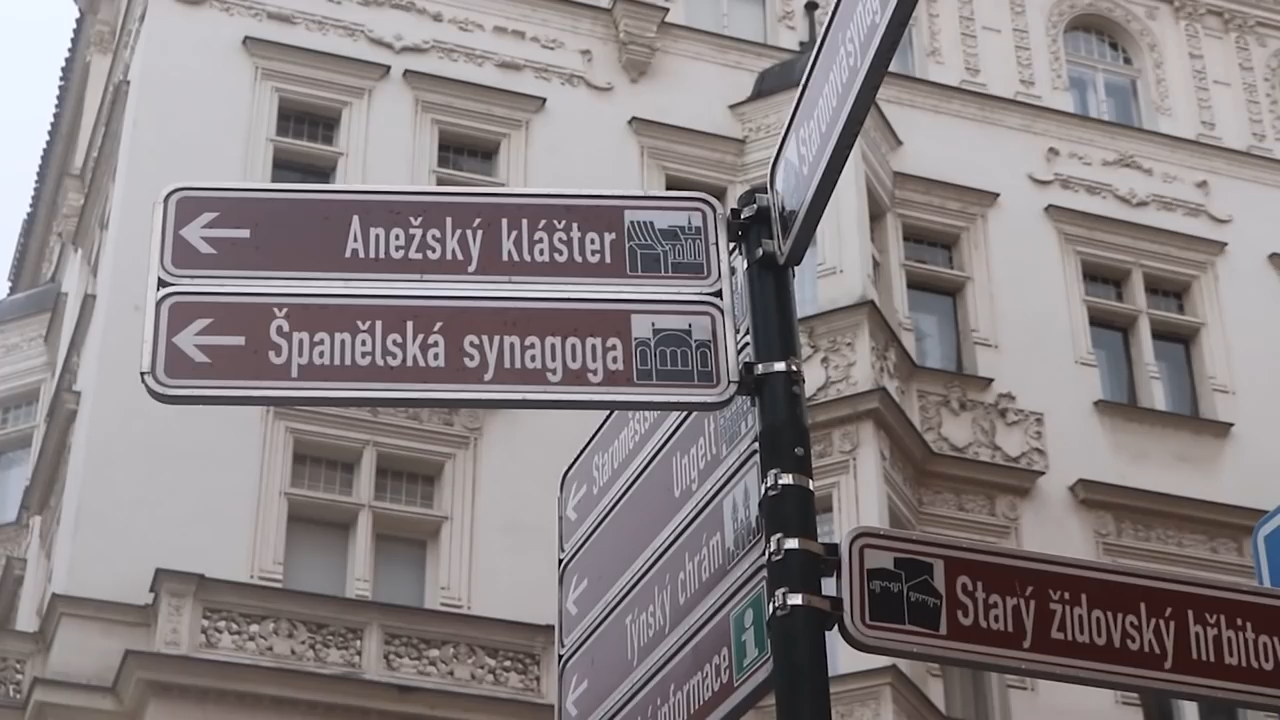 Staronová synag
Anežský klášter
Španělská synagoga
Staroměstsk
Ungelt
Týnský chrám
informace
Starý židovský hřbitov